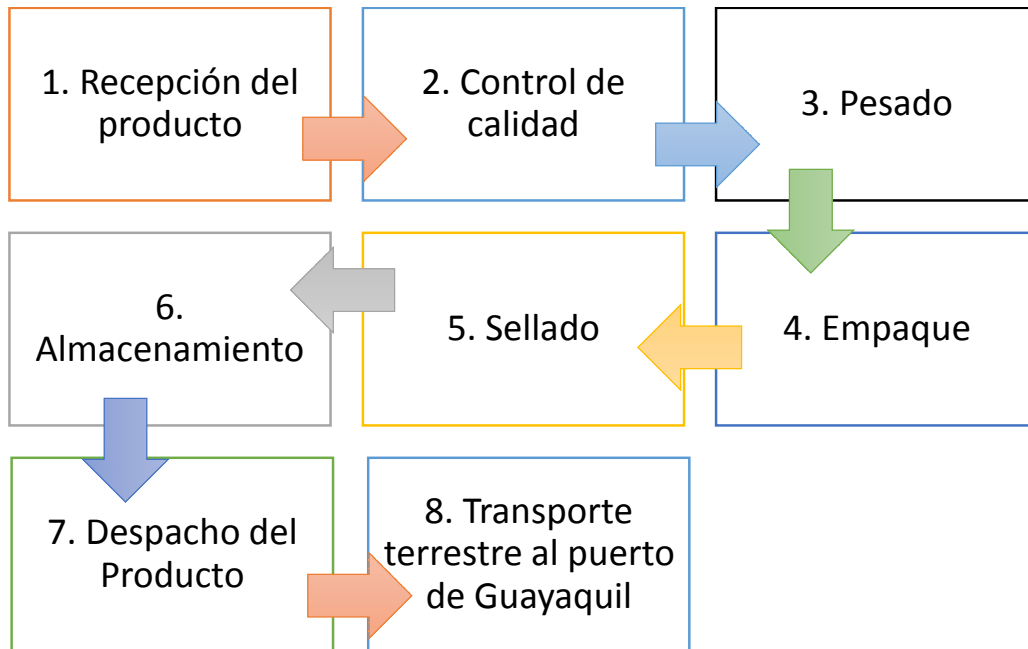 1. Recepción del
producto
2. Control de
calidad
3. Pesado
4. Empaque
5. Sellado
6.
Almacenamiento
7. Despacho del
Producto
8. Transporte
terrestre al puerto
de Guayaquil